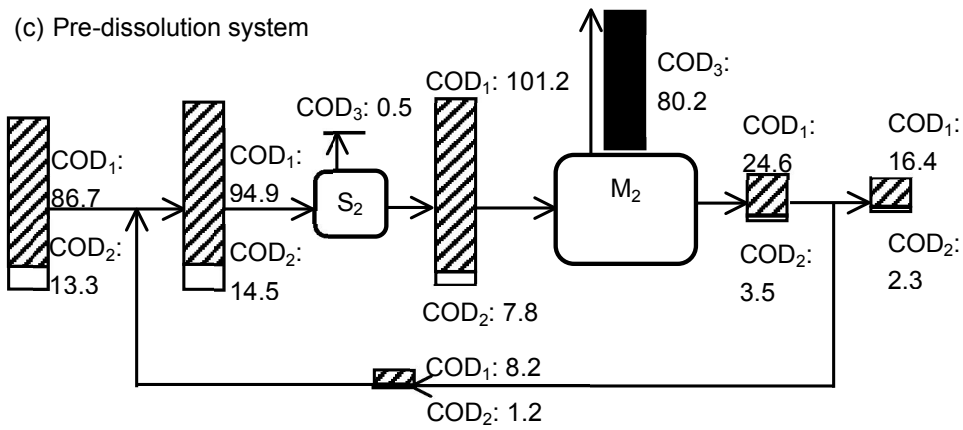 (c) Pre-dissolution system
COD₁:
86.7
COD₂:
13.3
COD₁:
94.9
COD₂:
14.5
COD₃: 0.5
S₂
COD₁: 101.2
COD₂: 7.8
COD₃:
80.2
M₂
COD₁:
24.6
COD₂:
3.5
COD₁:
16.4
COD₂:
2.3
COD₁: 8.2
COD₂: 1.2